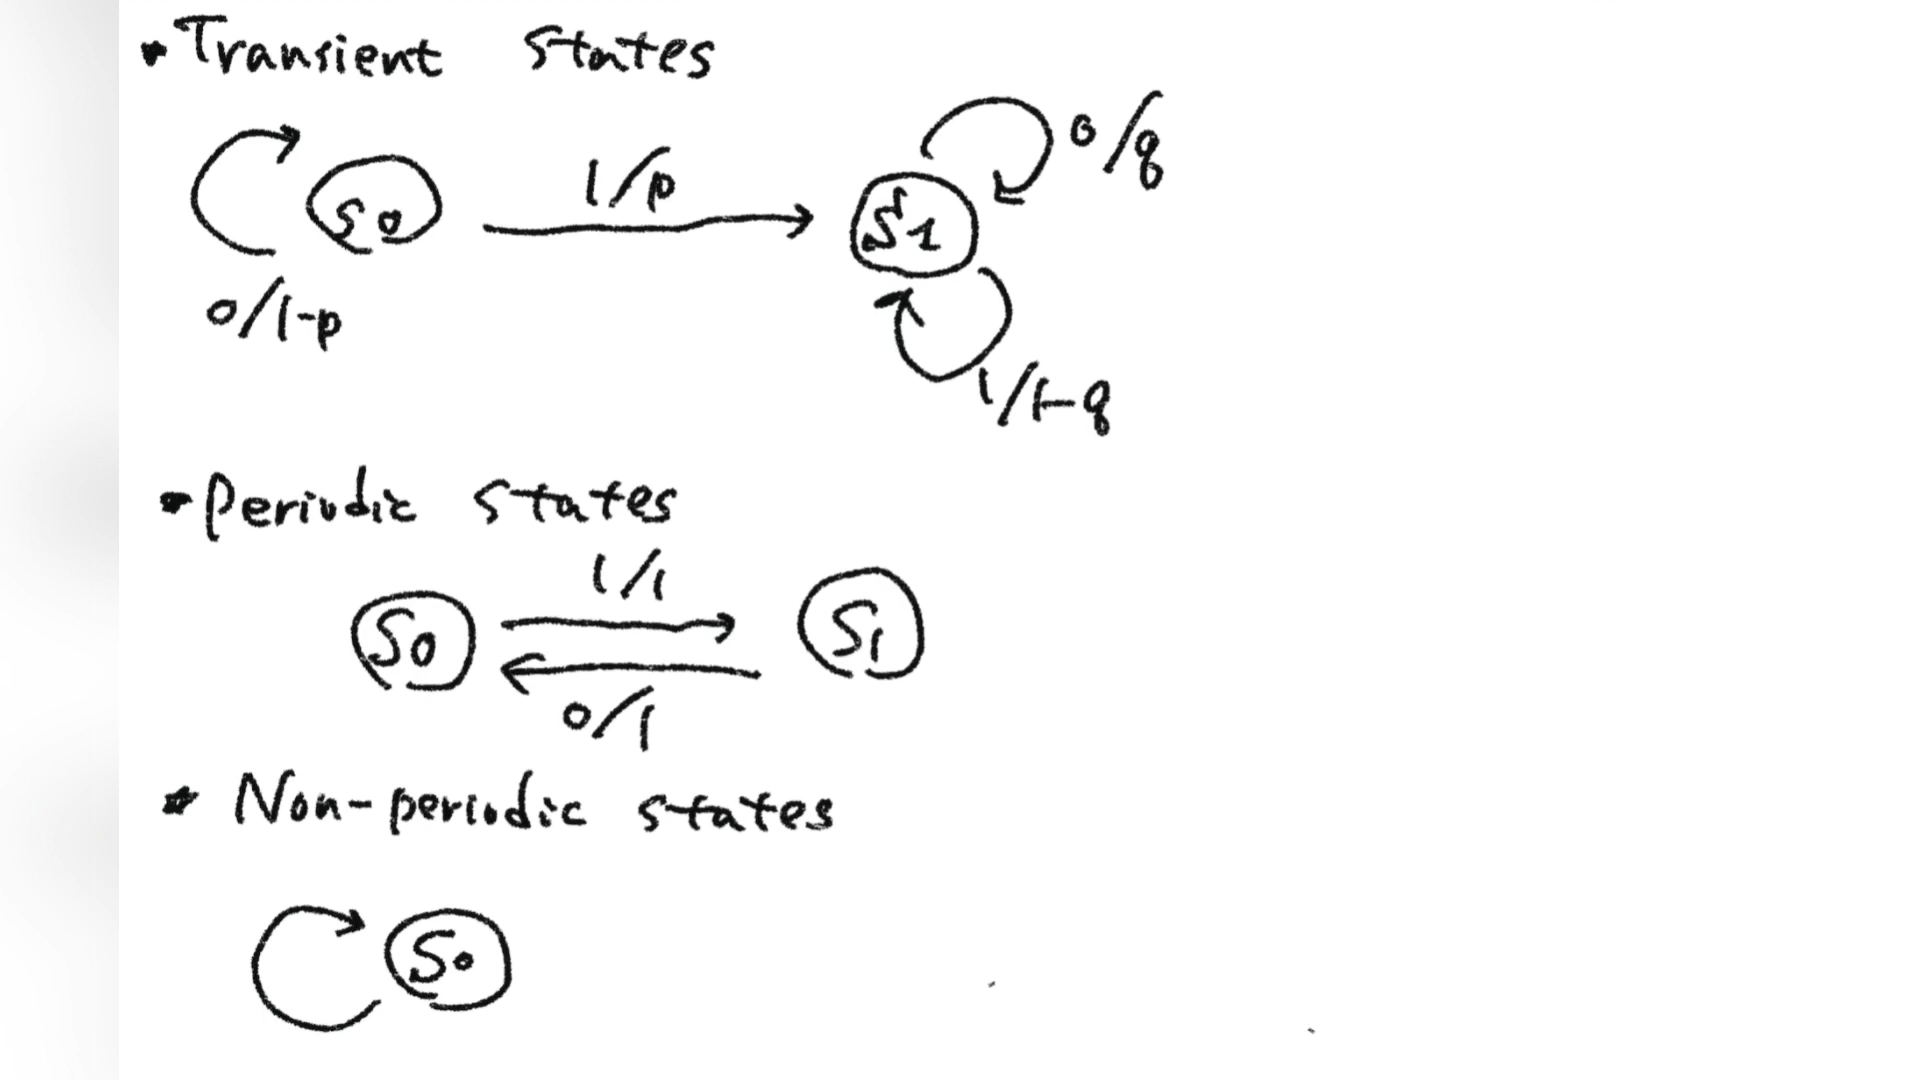 • Transient states
0/q
1/p
S0
S1
0/1-p
1/1-q
• Periodic states
1/1
S0
S1
0/1
• Non-periodic states
S0